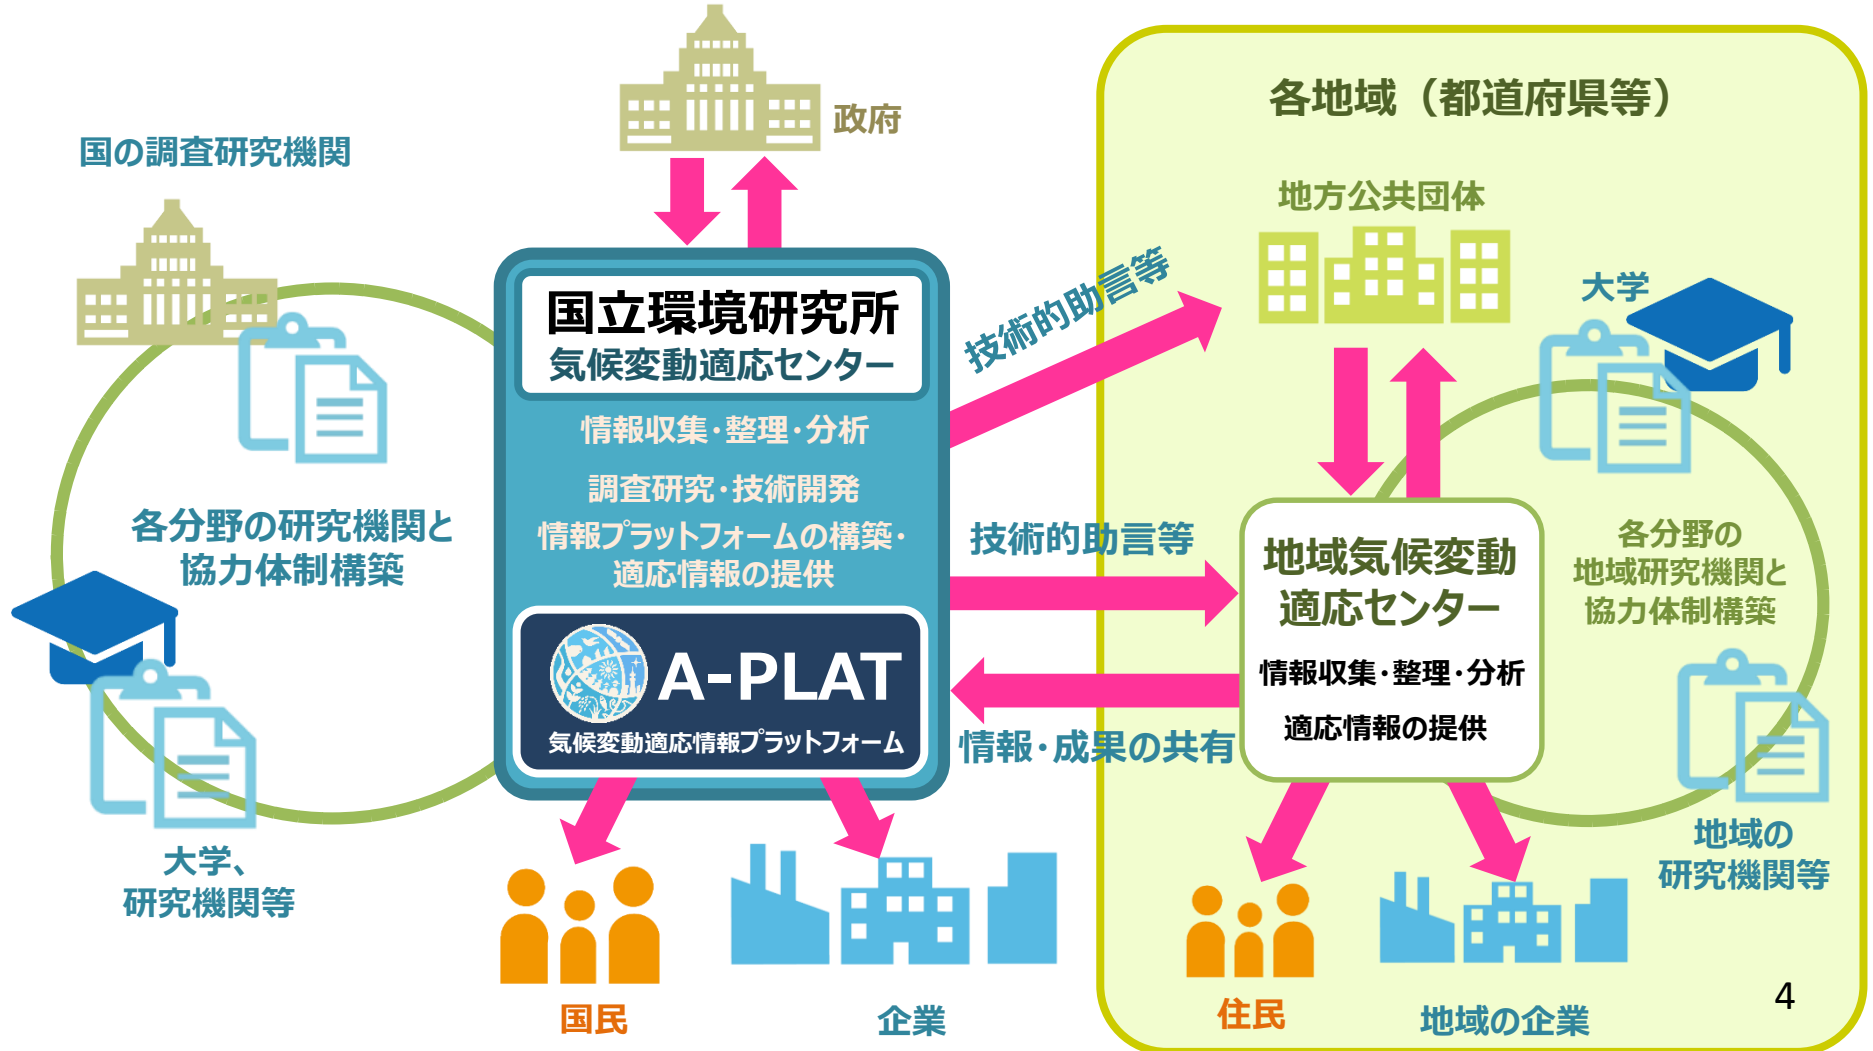 政府
国の調査研究機関
国立環境研究所
気候変動適応センター
情報収集･整理･分析
調査研究･技術開発
情報プラットフォームの構築･
適応情報の提供
A-PLAT
気候変動適応情報プラットフォーム
各分野の研究機関と
協力体制構築
大学、
研究機関等
国民
企業
技術的助言等
技術的助言等
情報･成果の共有
各地域（都道府県等）
地方公共団体
大学
地域気候変動
適応センター
情報収集･整理･分析
適応情報の提供
各分野の
地域研究機関と
協力体制構築
地域の
研究機関等
住民
地域の企業
4